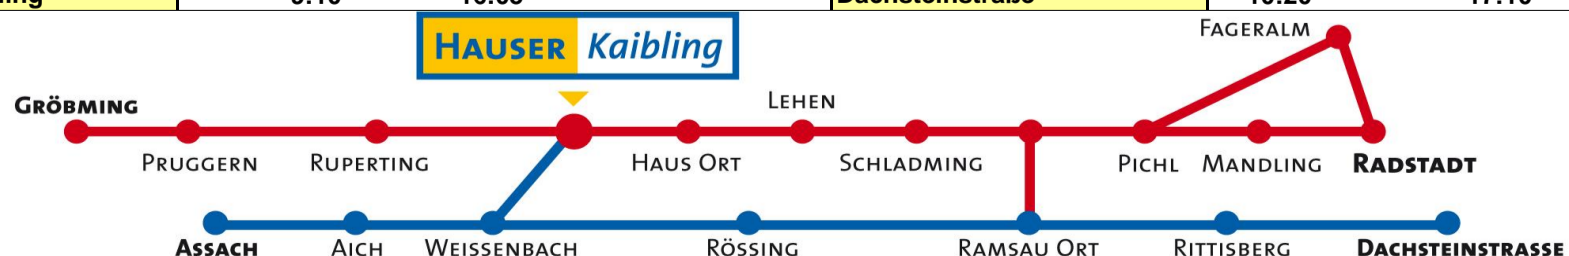 HAUSER Kaibling
FAGERALM
GRÖBMING
LEHEN
PRUGGERN RUPERTING HAUS ORT SCHLADMING PICHL MANDLING RADSTADT
ASSACH AICH WEISSENBACH RÖSSING RAMSAU ORT RITTISBERG DACHSTEINSTRASSE